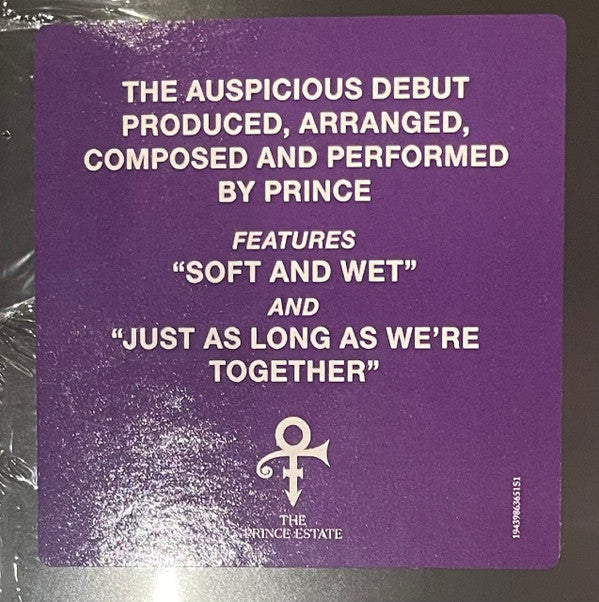 THE AUSPICIOUS DEBUT
PRODUCED, ARRANGED,
COMPOSED AND PERFORMED
BY PRINCE
FEATURES
“SOFT AND WET”
AND
“JUST AS LONG AS WE’RE
TOGETHER”
THE
PRINCE ESTATE
19439863651S1